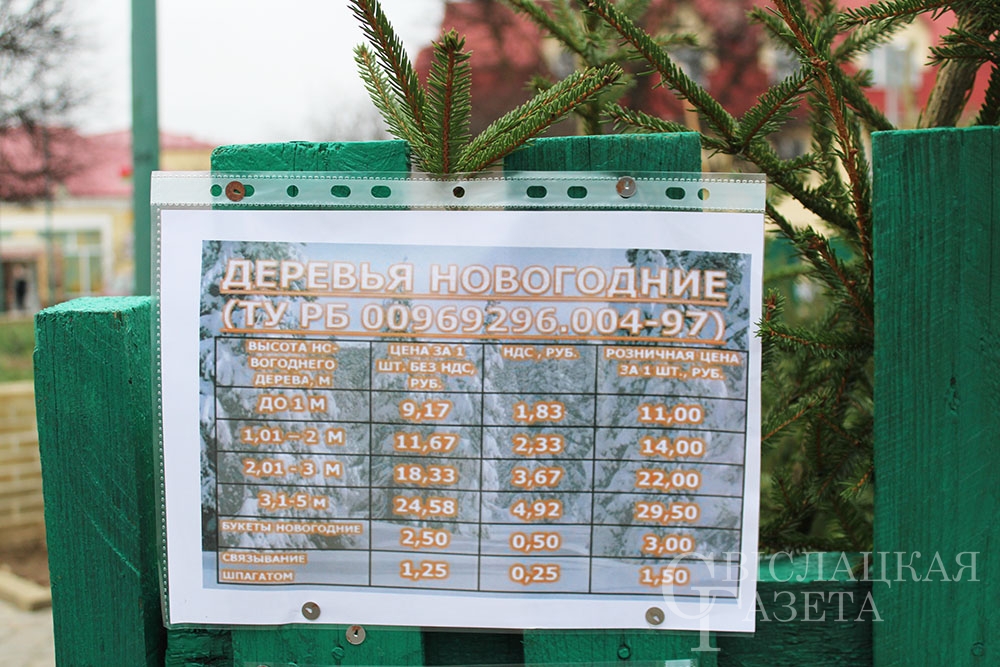 ДЕРЕВЬЯ НОВОГОДНИЕ
(ТУ РБ 00969296.004-97)
ВЫСОТА НО-
ВОГОДНЕГО
ДЕРЕВА, М
ЦЕНА ЗА 1
ШТ. БЕЗ НДС,
РУБ.
НДС , РУБ.
РОЗНИЧНАЯ ЦЕНА
ЗА 1 ШТ., РУБ.
ДО 1 М 9,17 1,83 11,00
1,01 – 2 М 11,67 2,33 14,00
2,01 - 3 М 18,33 3,67 22,00
3,1-5 М 24,58 4,92 29,50
БУКЕТЫ НОВОГОДНИЕ 2,50 0,50 3,00
СВЯЗЫВАНИЕ
ШПАГАТОМ 1,25 0,25 1,50
СВІСЛАЦКАЯ
ГАЗЕТА